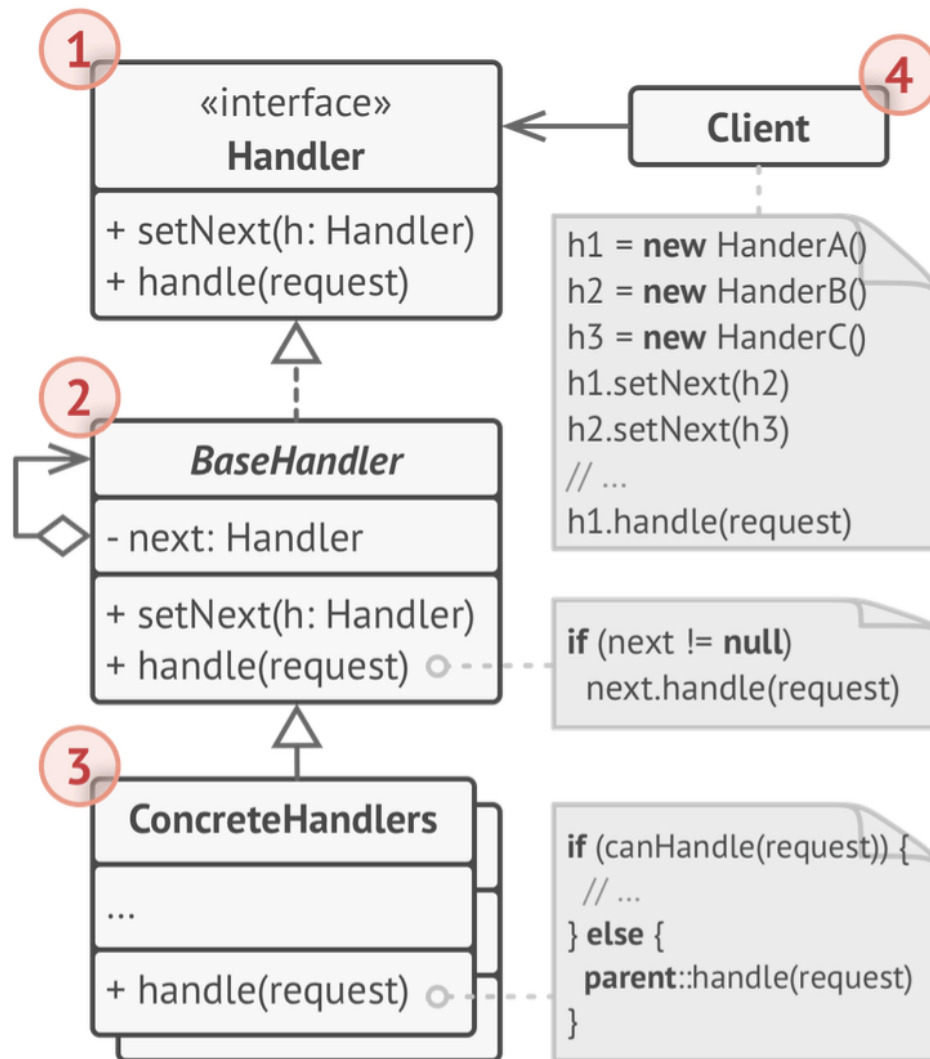 1
«interface»
Handler
+ setNext(h: Handler)
+ handle(request)
4
Client
h1 = new HanderA()
h2 = new HanderB()
h3 = new HanderC()
h1.setNext(h2)
h2.setNext(h3)
// ...
h1.handle(request)
2
BaseHandler
- next: Handler
+ setNext(h: Handler)
+ handle(request)
if (next != null)
next.handle(request)
3
ConcreteHandlers
...
+ handle(request)
if (canHandle(request)) {
// ...
} else {
parent::handle(request)
}